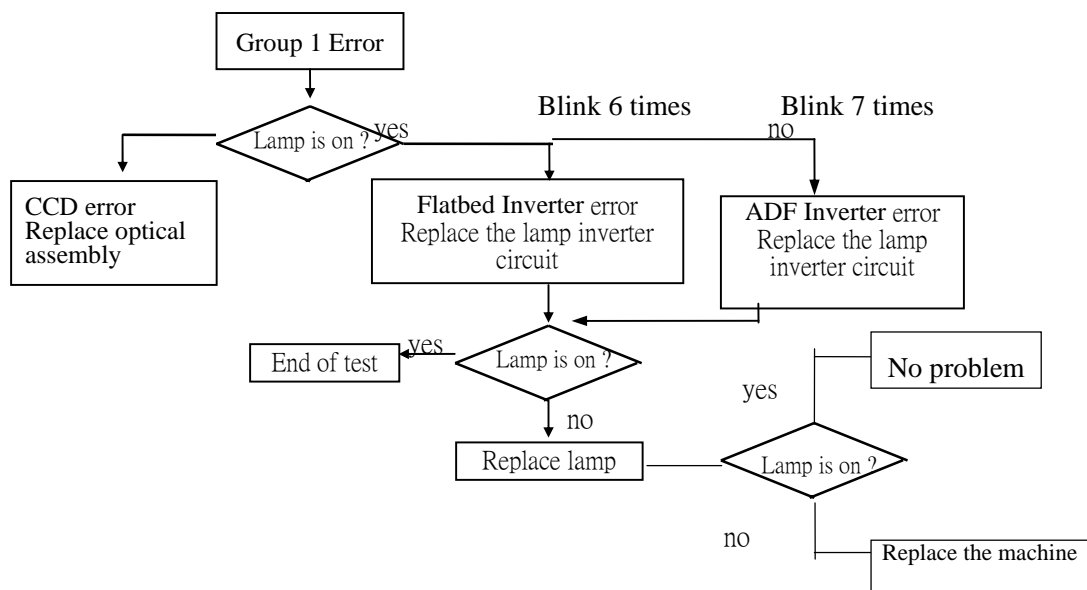 Group 1 Error
Blink 6 times
Blink 7 times
Lamp is on ?
yes
no
CCD error
Replace optical
assembly
Flatbed Inverter error
Replace the lamp inverter
circuit
ADF Inverter error
Replace the lamp
inverter circuit
End of test
yes
Lamp is on ?
no
No problem
yes
Replace lamp
Lamp is on ?
no
Replace the machine